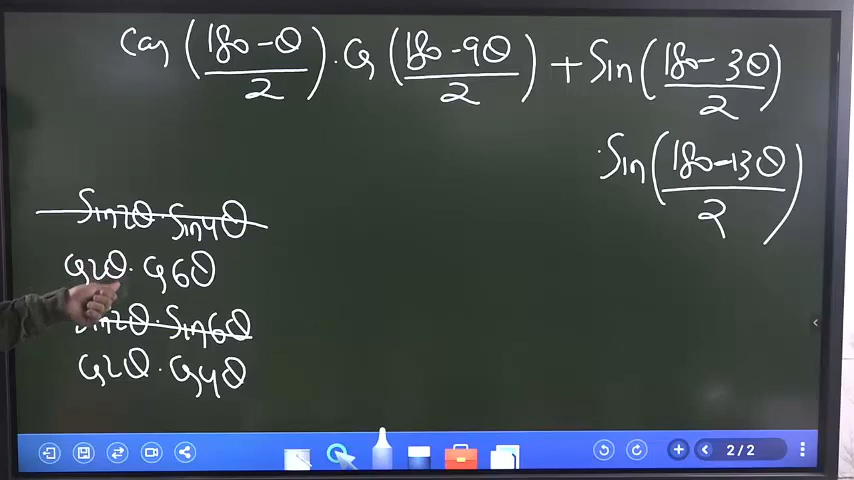 Cos (180-θ/2) . Cos (180-9θ/2) + Sin (180-3θ/2)
. Sin (180-13θ/2)
Sin2θ . Sin4θ
Cos2θ . Cos6θ
Sin2θ . Sin6θ
Cos2θ . Cos4θ
2/2